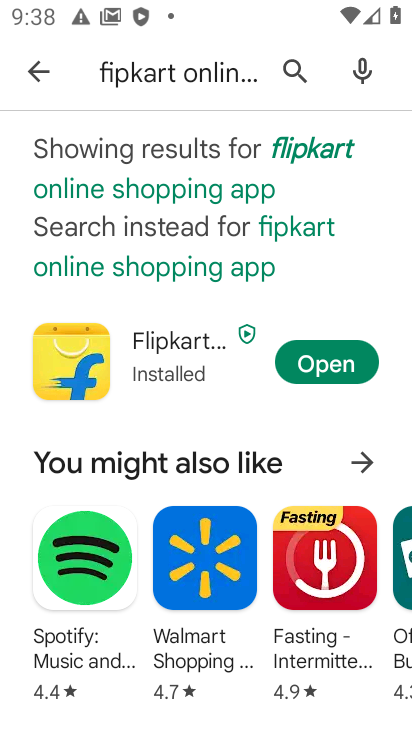 9:38
fipkart onlin...
Showing results for flipkart
online shopping app
Search instead for fipkart
online shopping app
Flipkart...
Installed
Open
You might also like
Fasting
Spotify:
Music and...
4.4★
Walmart
Shopping ...
4.7★
Fasting -
Intermitte...
4.9★
Of
Bu
4.3